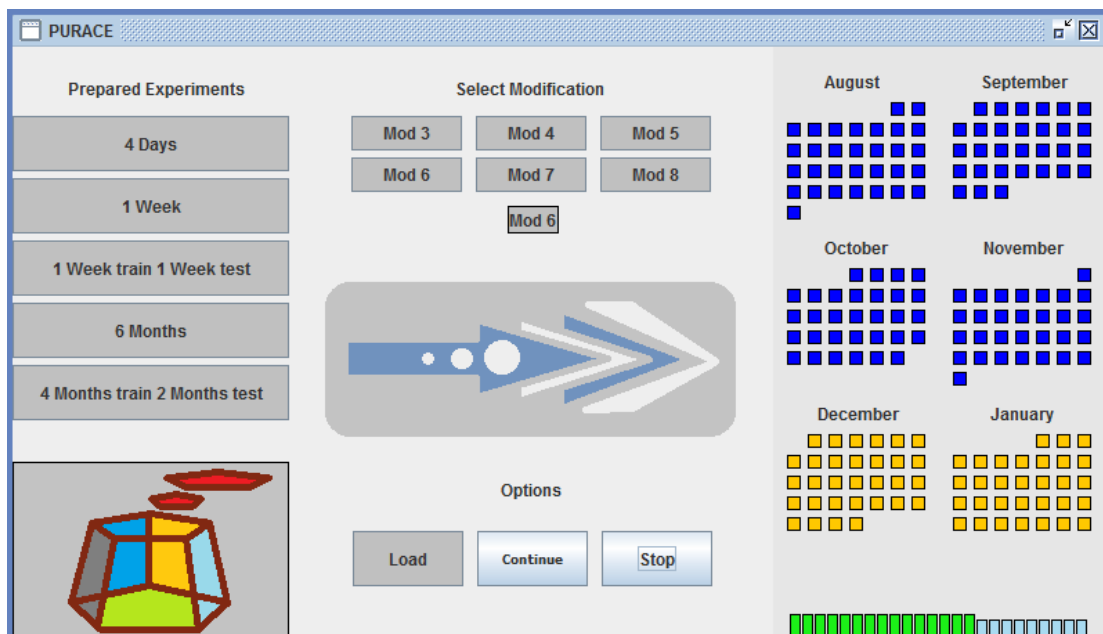 PURACE
Prepared Experiments
4 Days
1 Week
1 Week train 1 Week test
6 Months
4 Months train 2 Months test
Select Modification
Mod 3 Mod 4 Mod 5
Mod 6 Mod 7 Mod 8
Mod 6
Options
Load Continue Stop
August September
October November
December January